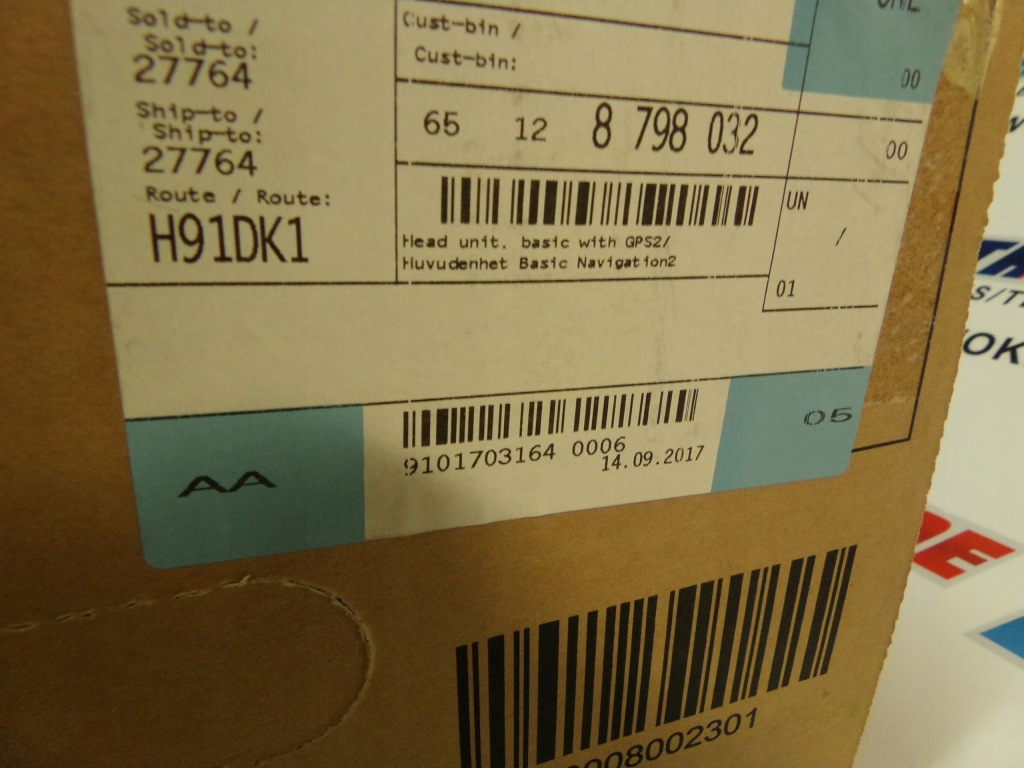 Sold-to /
Sold-to:
27764
Ship-to /
Ship-to:
27764
Route / Route:
H91DK1
Cust-bin /
Cust-bin:
00
65 12 8 798 032
00
Head unit, basic with GPS2/
Huvudenhet Basic Navigation2
UN
/
01
AA
9101703164 0006
14.09.2017
05
008002301